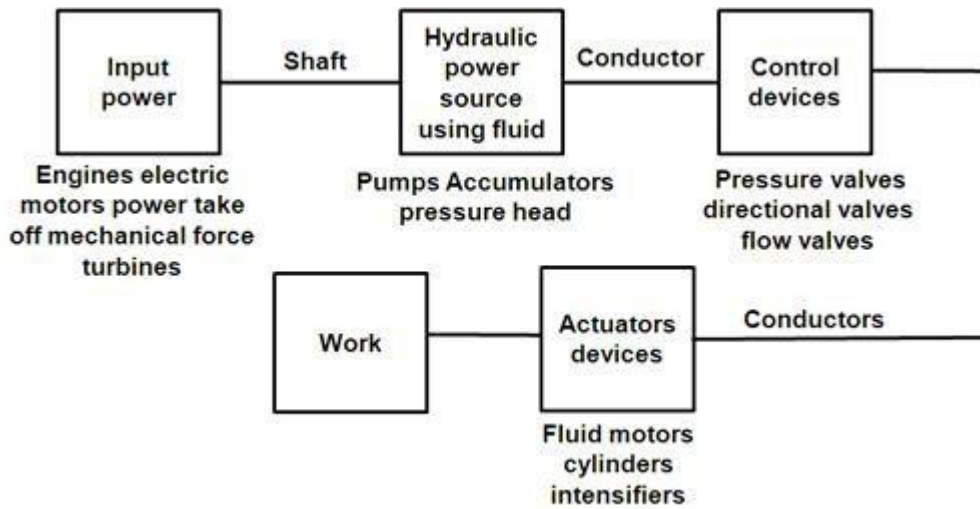 Input
power
Shaft
Hydraulic
power
source
using fluid
Conductor
Control
devices
Engines electric
motors power take
off mechanical force
turbines
Pumps Accumulators
pressure head
Pressure valves
directional valves
flow valves
Work
Actuators
devices
Conductors
Fluid motors
cylinders
intensifiers